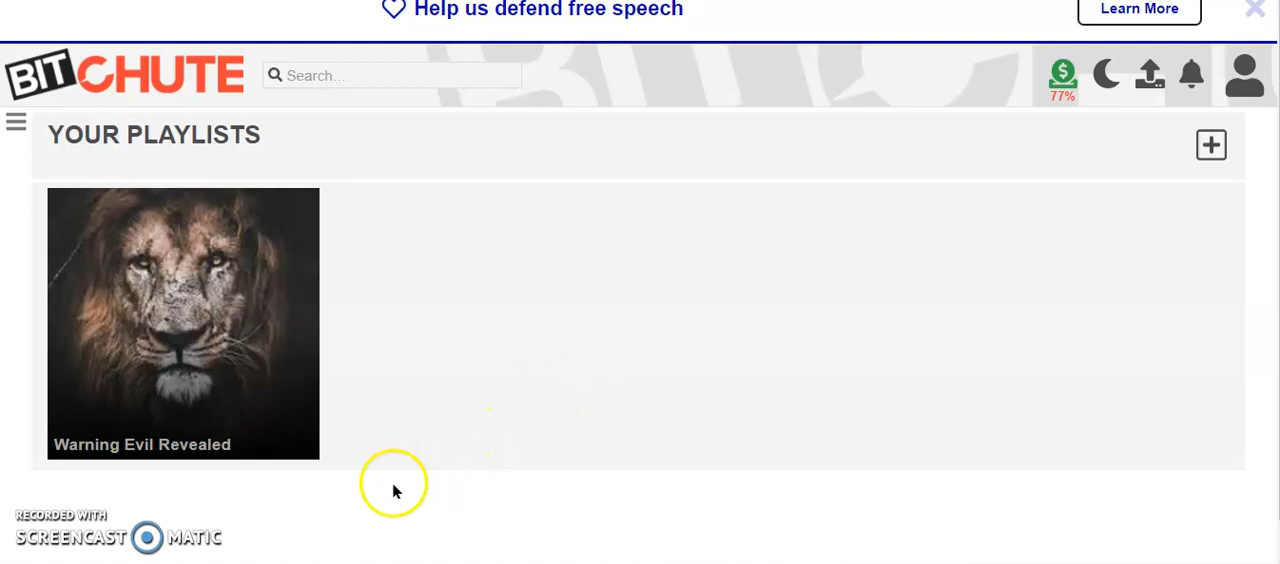 Help us defend free speech
Learn More
BITCHUTE
Search...
77%
YOUR PLAYLISTS
Warning Evil Revealed
RECORDED WITH
SCREENCAST MATIC